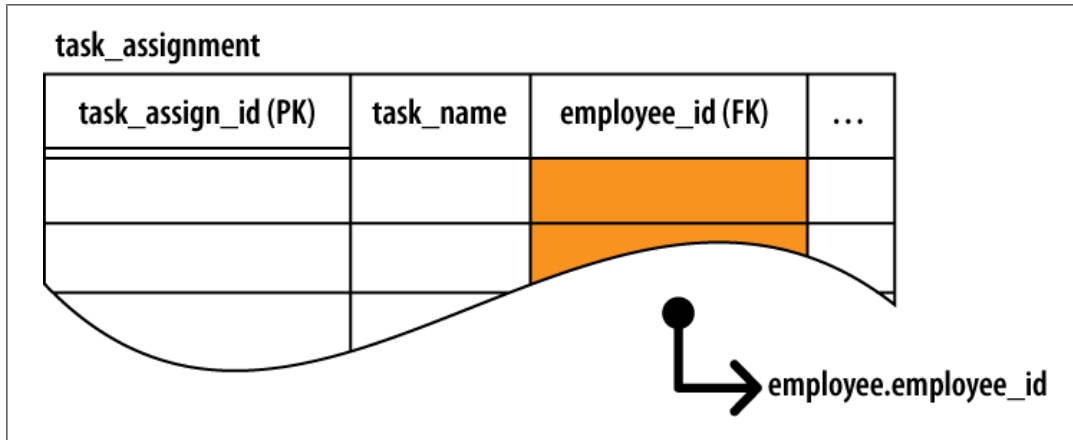 task_assignment
task_assign_id (PK) task_name employee_id (FK) ...
employee.employee_id